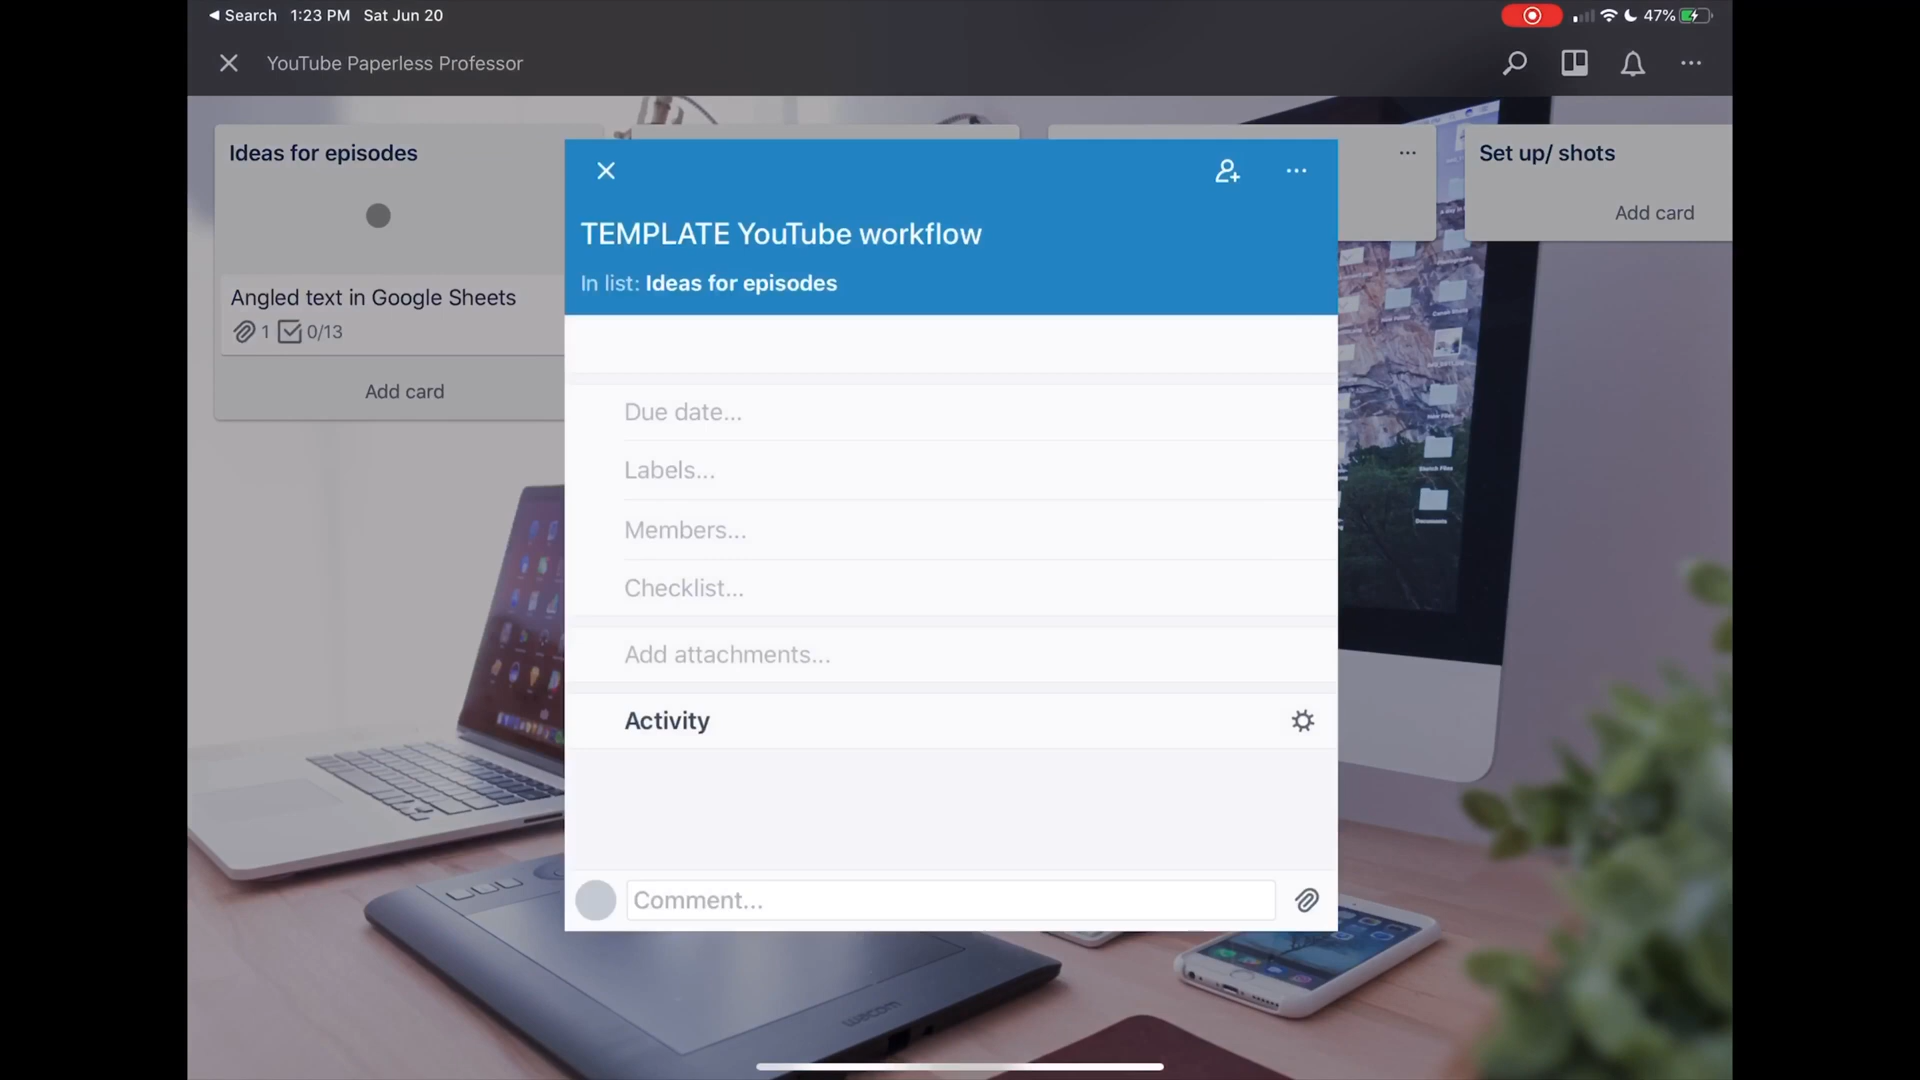 Search 1:23 PM Sat Jun 20
47%
YouTube Paperless Professor
Ideas for episodes
Angled text in Google Sheets
1 0/13
Add card
TEMPLATE YouTube workflow
In list: Ideas for episodes
Due date...
Labels...
Members...
Checklist...
Add attachments...
Activity
Comment...
Set up/ shots
Add card
wacom